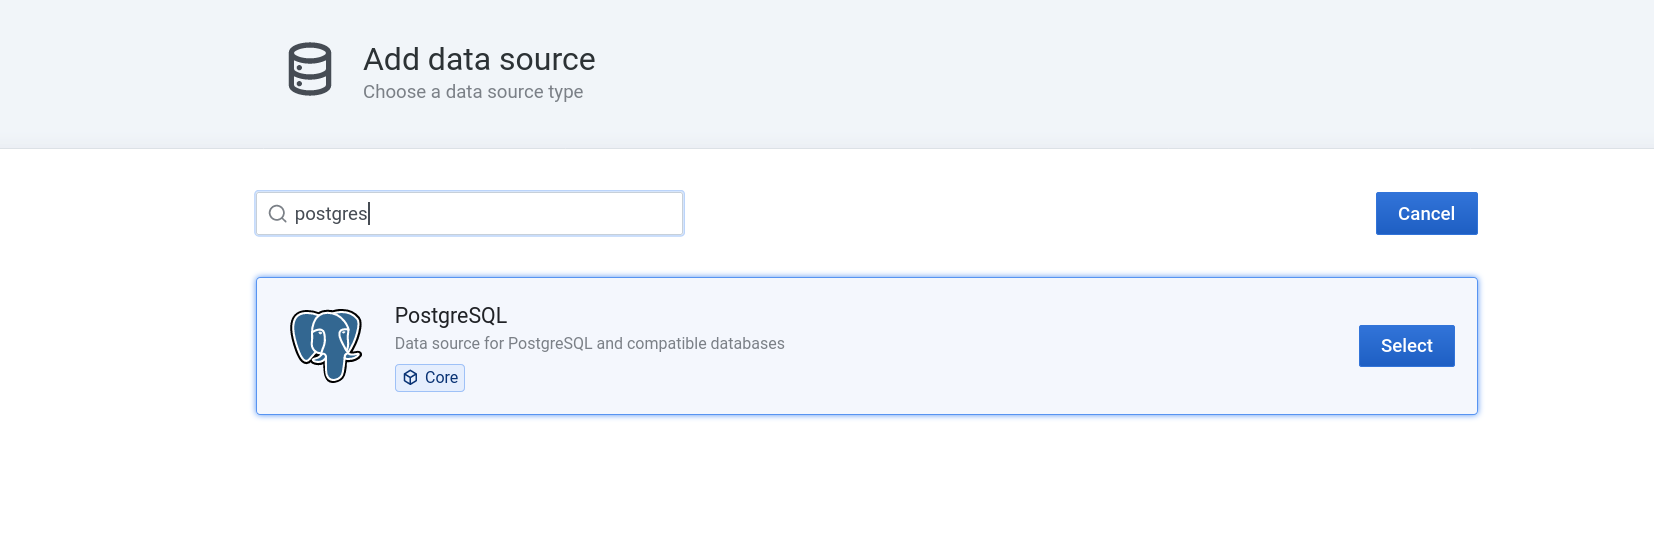 Add data source
Choose a data source type
postgres
Cancel
PostgreSQL
Data source for PostgreSQL and compatible databases
Core
Select